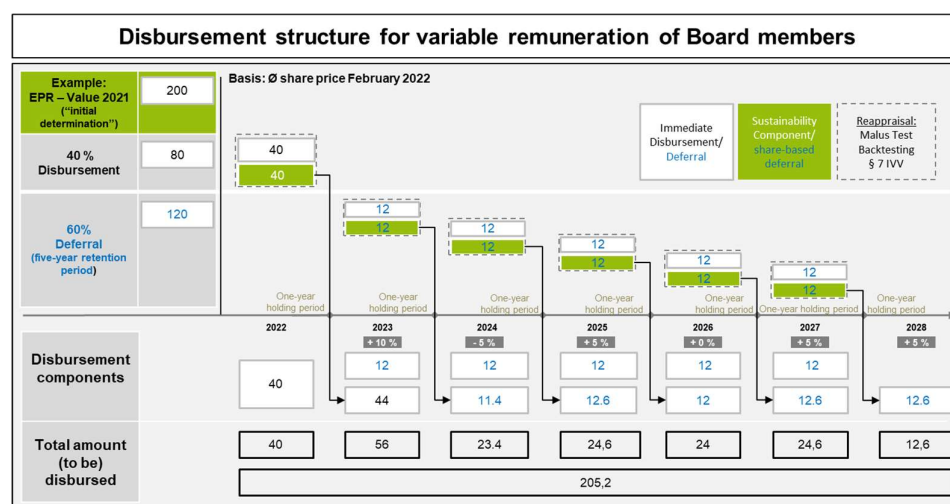 Disbursement structure for variable remuneration of Board members
Example:
EPR – Value 2021
("initial
determination")
200
Basis: Ø share price February 2022
40 %
Disbursement
80
60%
Deferral
(five-year retention
period)
120
Immediate
Disbursement/
Deferral
Sustainability
Component/
share-based
deferral
Reappraisal:
Malus Test
Backtesting
§ 7 IVV
40
40
12
12
12
12
12
12
12
12
12
12
One-year
holding period
One-year
holding period
One-year
holding period
One-year
holding period
One-year
holding period
One-year holding period
One-year
holding period
2022
2023
2024
2025
2026
2027
2028
+ 10 %
- 5 %
+ 5 %
+ 0 %
+ 5 %
+ 5 %
Disbursement
components
40
12
12
12
12
12
44
11.4
12.6
12
12.6
12.6
Total amount
(to be)
disbursed
40
56
23.4
24,6
24
24,6
12,6
205,2